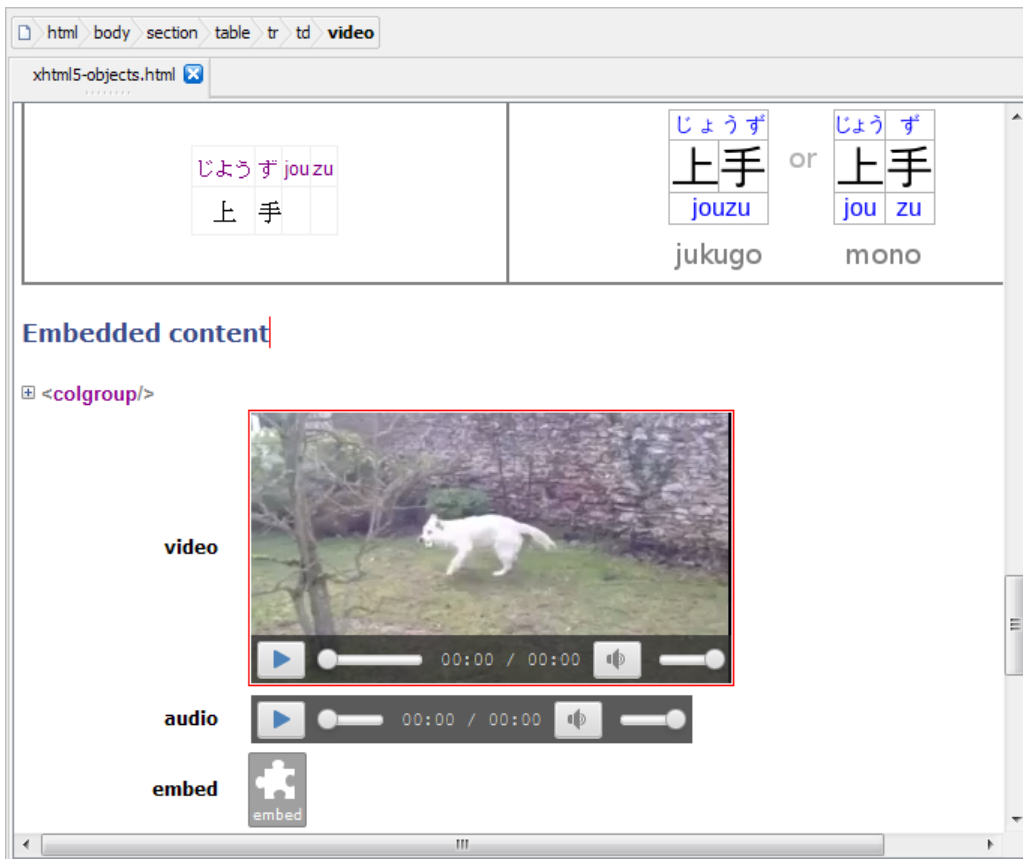 html body section table tr td video
xhtml5-objects.html
じよう ず jou zu
上 手
じょうず
上手
jouzu
jukugo
or
じょう ず
上手
jou zu
mono
Embedded content
<colgroup/>
video
00:00 / 00:00
audio
00:00 / 00:00
embed
embed